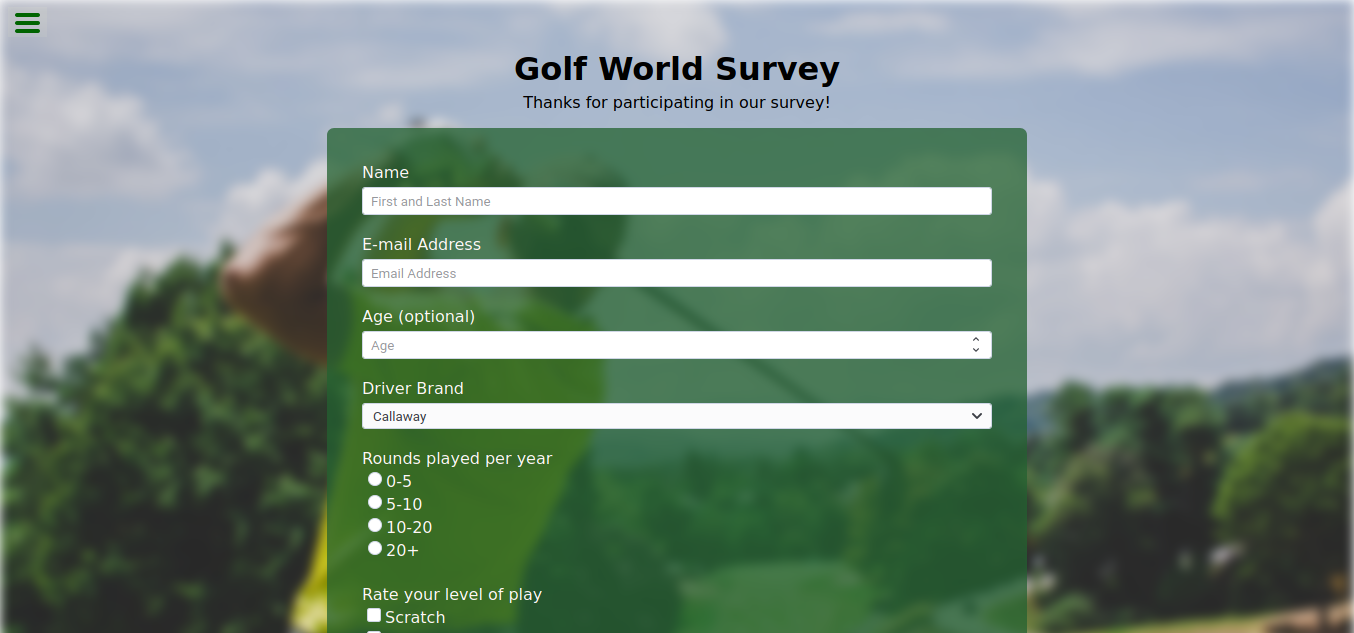 Golf World Survey
Thanks for participating in our survey!
Name
First and Last Name
E-mail Address
Email Address
Age (optional)
Age
Driver Brand
Callaway
Rounds played per year
0-5
5-10
10-20
20+
Rate your level of play
Scratch